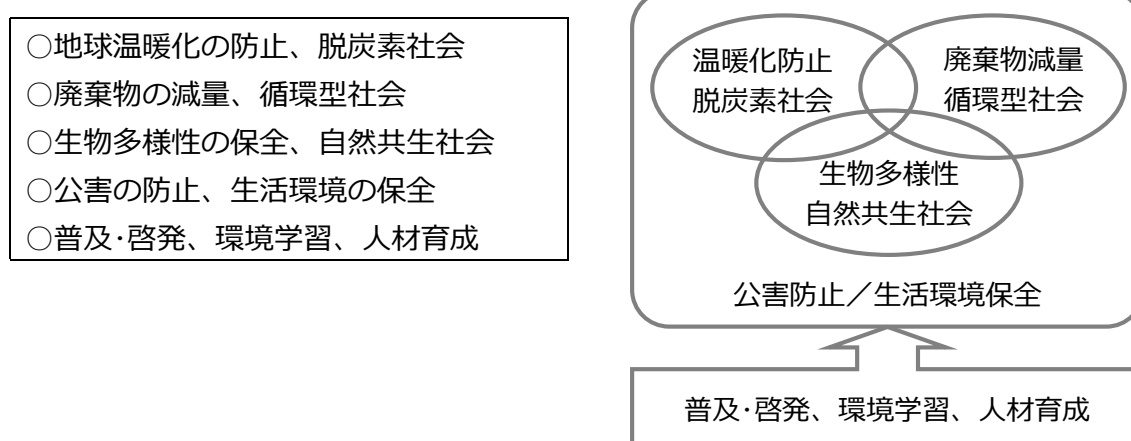 ○地球温暖化の防止、脱炭素社会
○廃棄物の減量、循環型社会
○生物多様性の保全、自然共生社会
○公害の防止、生活環境の保全
○普及･啓発、環境学習、人材育成
温暖化防止
脱炭素社会
廃棄物減量
循環型社会
生物多様性
自然共生社会
公害防止／生活環境保全
普及･啓発、環境学習、人材育成